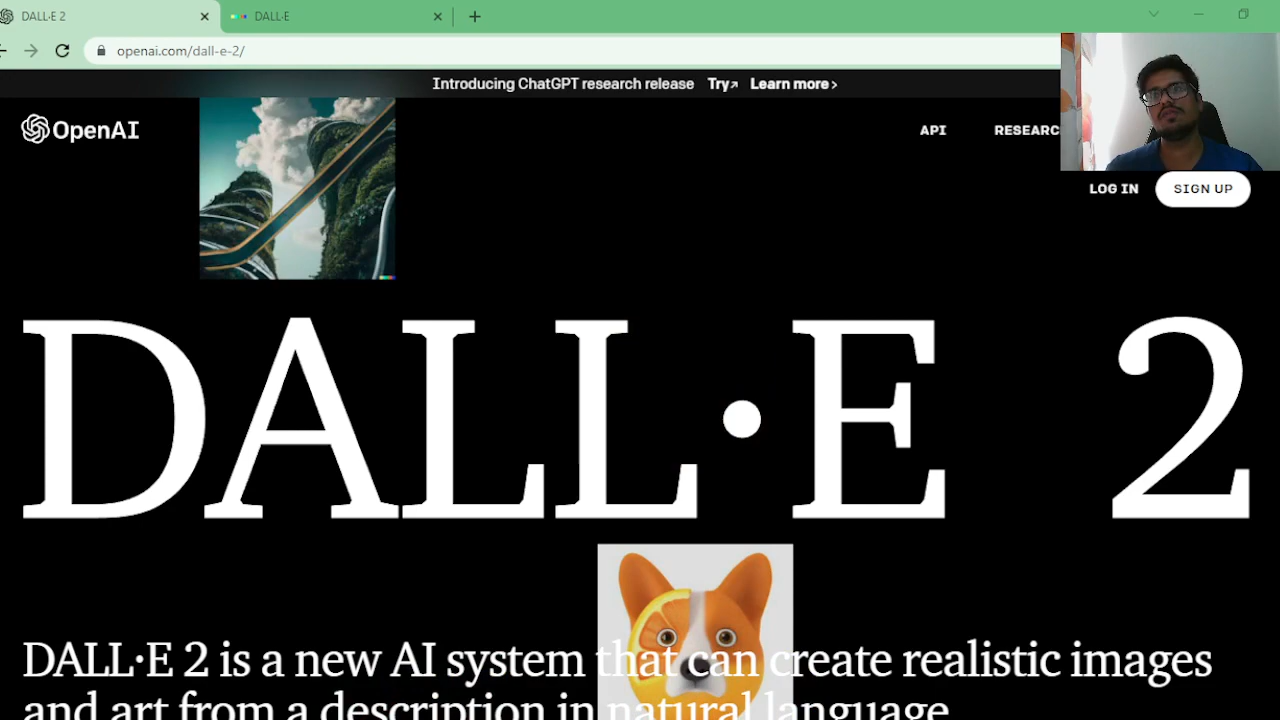 DALL·E 2
DALL·E
openai.com/dall-e-2/
Introducing ChatGPT research release Try↗ Learn more ›
OpenAI
API
RESEARC
LOG IN
SIGN UP
DALL·E 2
DALL·E 2 is a new AI system that can create realistic images
and art from a description in natural language